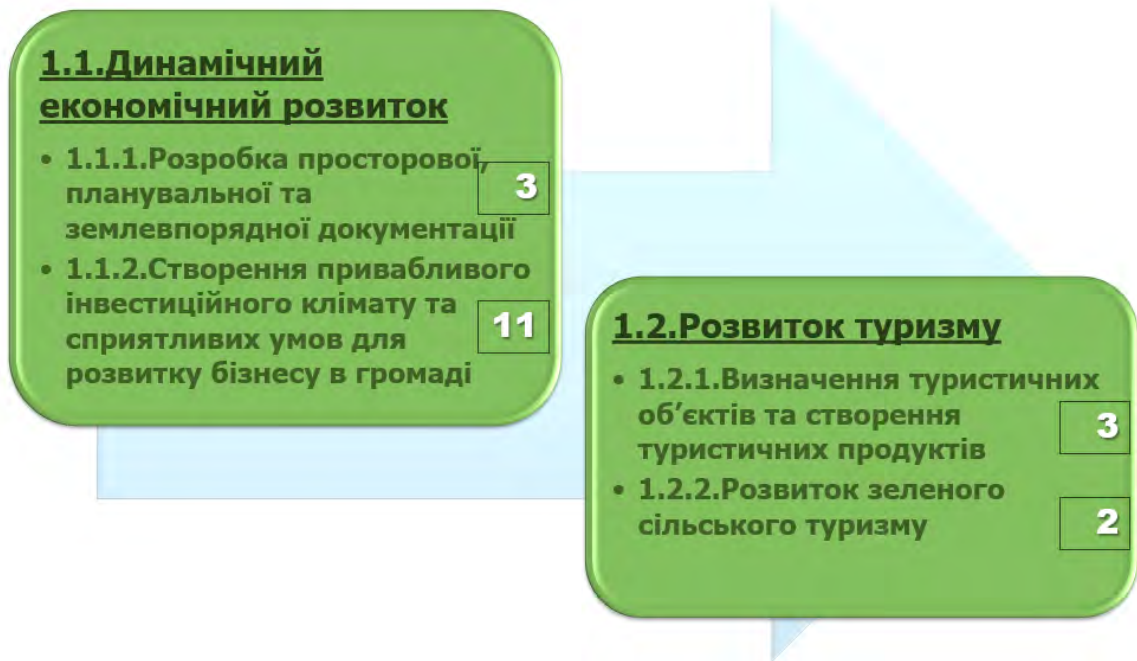 1.1.Динамічний
економічний розвиток
• 1.1.1.Розробка просторової,
планувальної та
землевпорядної документації
3
• 1.1.2.Створення привабливого
інвестиційного клімату та
сприятливих умов для
розвитку бізнесу в громаді
11
1.2.Розвиток туризму
• 1.2.1.Визначення туристичних
об’єктів та створення
туристичних продуктів
3
• 1.2.2.Розвиток зеленого
сільського туризму
2